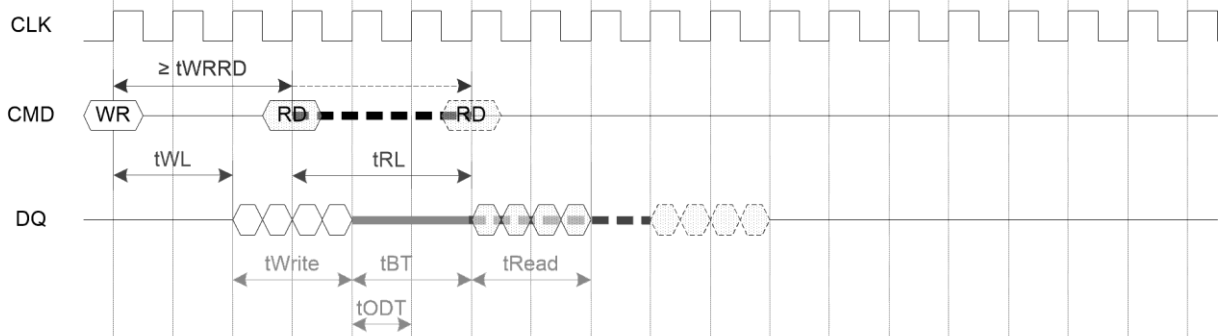 CLK
≥ tWRRD
CMD WR RD RD
tWL tRL
DQ
tWrite tBT tRead
tODT